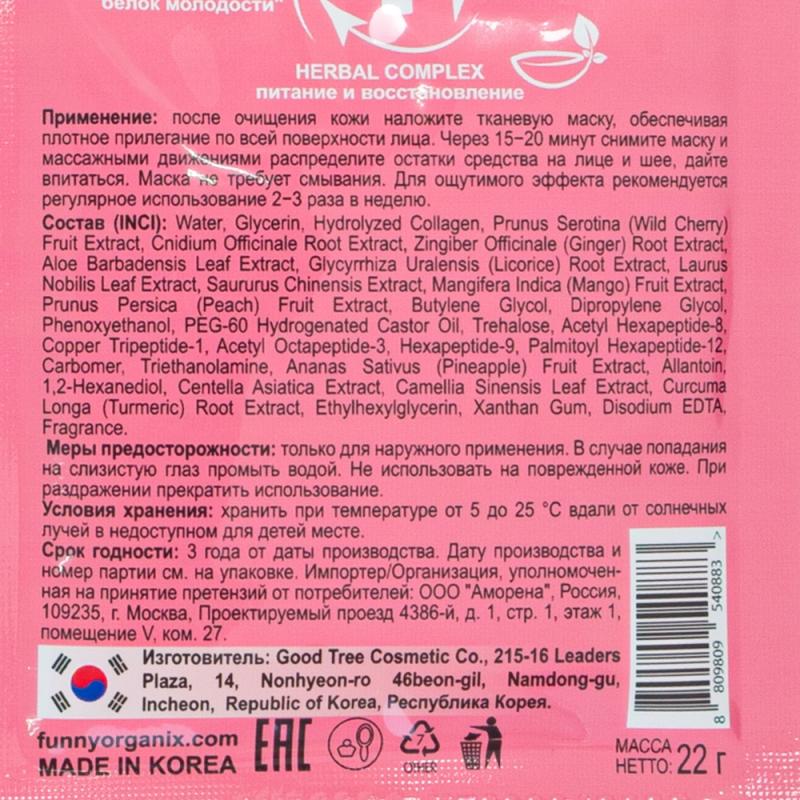 белок молодости"
HERBAL COMPLEX
питание и восстановление
Применение: после очищения кожи наложите тканевую маску, обеспечивая
плотное прилегание по всей поверхности лица. Через 15–20 минут снимите маску и
массажными движениями распределите остатки средства на лице и шее, дайте
впитаться. Маска не требует смывания. Для ощутимого эффекта рекомендуется
регулярное использование 2–3 раза в неделю.
Состав (INCI): Water, Glycerin, Hydrolyzed Collagen, Prunus Serotina (Wild Cherry)
Fruit Extract, Cnidium Officinale Root Extract, Zingiber Officinale (Ginger) Root Extract,
Aloe Barbadensis Leaf Extract, Glycyrrhiza Uralensis (Licorice) Root Extract, Laurus
Nobilis Leaf Extract, Saururus Chinensis Extract, Mangifera Indica (Mango) Fruit Extract,
Prunus Persica (Peach) Fruit Extract, Butylene Glycol, Dipropylene Glycol,
Phenoxyethanol, PEG-60 Hydrogenated Castor Oil, Trehalose, Acetyl Hexapeptide-8,
Copper Tripeptide-1, Acetyl Octapeptide-3, Hexapeptide-9, Palmitoyl Hexapeptide-12,
Carbomer, Triethanolamine, Ananas Sativus (Pineapple) Fruit Extract, Allantoin,
1,2-Hexanediol, Centella Asiatica Extract, Camellia Sinensis Leaf Extract, Curcuma
Longa (Turmeric) Root Extract, Ethylhexylglycerin, Xanthan Gum, Disodium EDTA,
Fragrance.
Меры предосторожности: только для наружного применения. В случае попадания
на слизистую глаз промыть водой. Не использовать на поврежденной коже. При
раздражении прекратить использование.
Условия хранения: хранить при температуре от 5 до 25 °C вдали от солнечных
лучей в недоступном для детей месте.
Срок годности: 3 года от даты производства. Дату производства и
номер партии см. на упаковке. Импортер/Организация, уполномочен-
ная на принятие претензий от потребителей: ООО "Аморена", Россия,
109235, г. Москва, Проектируемый проезд 4386-й, д. 1, стр. 1, этаж 1,
помещение V, ком. 27.
Изготовитель: Good Tree Cosmetic Co., 215-16 Leaders
Plaza, 14, Nonhyeon-ro 46beon-gil, Namdong-gu,
Incheon, Republic of Korea, Республика Корея.
8 809809 540883 >
funnyorganix.com
MADE IN KOREA
EAC
7
OTHER
МАССА
НЕТТО: 22 г